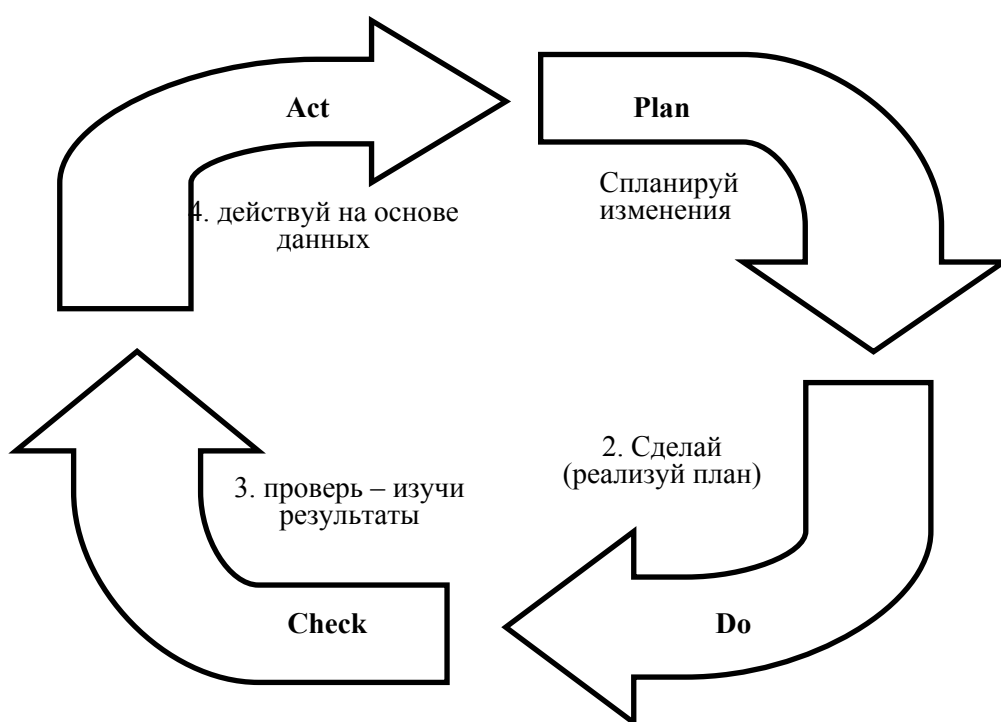 Act
Plan
Спланируй
изменения
4. действуй на основе
данных
2. Сделай
(реализуй план)
3. проверь – изучи
результаты
Check
Do